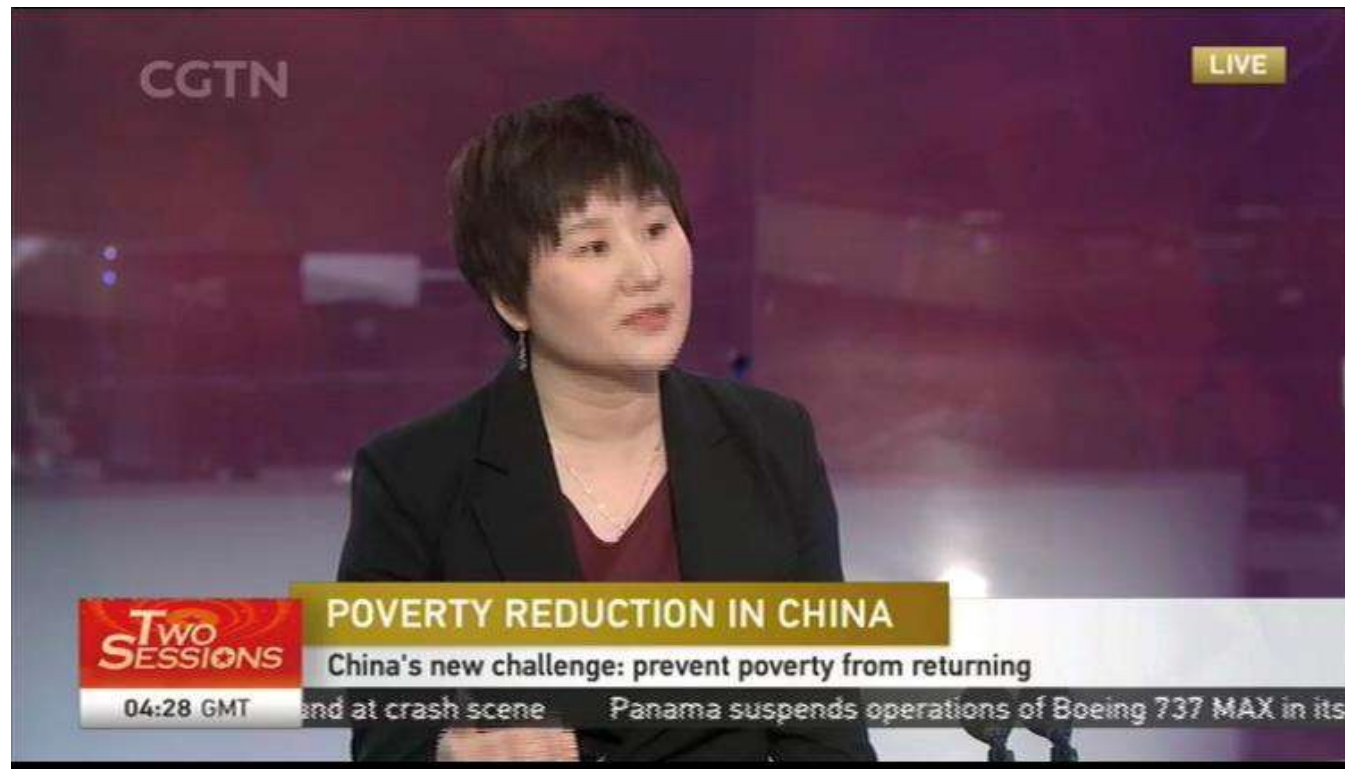 CGTN
LIVE
TWO
SESSIONS
POVERTY REDUCTION IN CHINA
China's new challenge: prevent poverty from returning
04:28 GMT
and at crash scene Panama suspends operations of Boeing 737 MAX in its